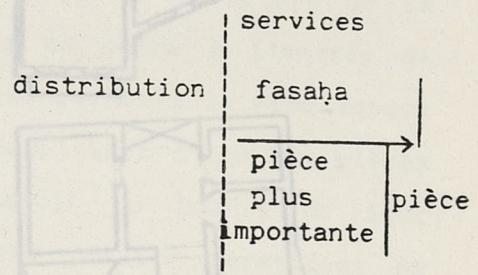 services
distribution fasaḥa
pièce
plus pièce
importante